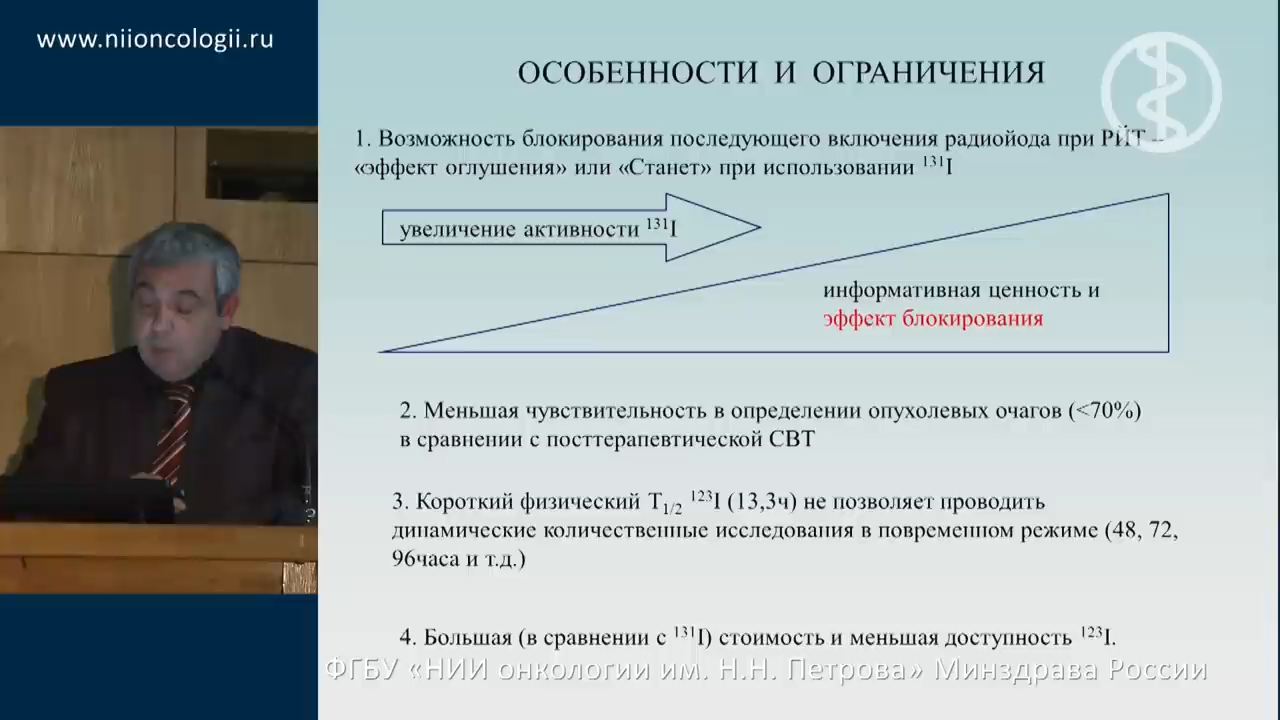 www.niioncologii.ru
ОСОБЕННОСТИ И ОГРАНИЧЕНИЯ
1. Возможность блокирования последующего включения радиойода при РЙТ –
«эффект оглушения» или «Станет» при использовании ¹³¹I
увеличение активности ¹³¹I
информативная ценность и
эффект блокирования
2. Меньшая чувствительность в определении опухолевых очагов (<70%)
в сравнении с посттерапевтической СВТ
3. Короткий физический T₁/₂ ¹²³I (13,3ч) не позволяет проводить
динамические количественные исследования в повременном режиме (48, 72,
96часа и т.д.)
4. Большая (в сравнении с ¹³¹I) стоимость и меньшая доступность ¹²³I.
ФГБУ «НИИ онкологии им. Н.Н. Петрова» Минздрава России